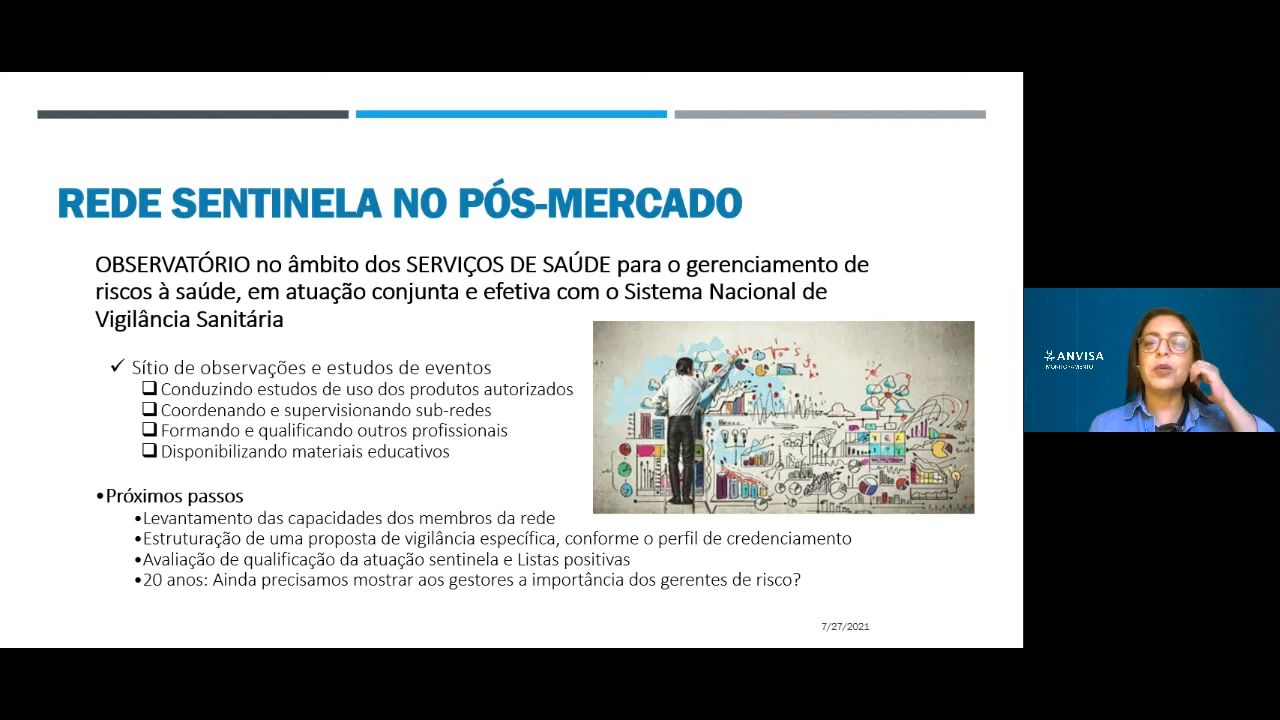 REDE SENTINELA NO PÓS-MERCADO
OBSERVATÓRIO no âmbito dos SERVIÇOS DE SAÚDE para o gerenciamento de
riscos à saúde, em atuação conjunta e efetiva com o Sistema Nacional de
Vigilância Sanitária
✓ Sítio de observações e estudos de eventos
❑ Conduzindo estudos de uso dos produtos autorizados
❑ Coordenando e supervisionando sub-redes
❑ Formando e qualificando outros profissionais
❑ Disponibilizando materiais educativos
•Próximos passos
•Levantamento das capacidades dos membros da rede
•Estruturação de uma proposta de vigilância específica, conforme o perfil de credenciamento
•Avaliação de qualificação da atuação sentinela e Listas positivas
•20 anos: Ainda precisamos mostrar aos gestores a importância dos gerentes de risco?
7/27/2021
ANVISA
MONITORAMENTO